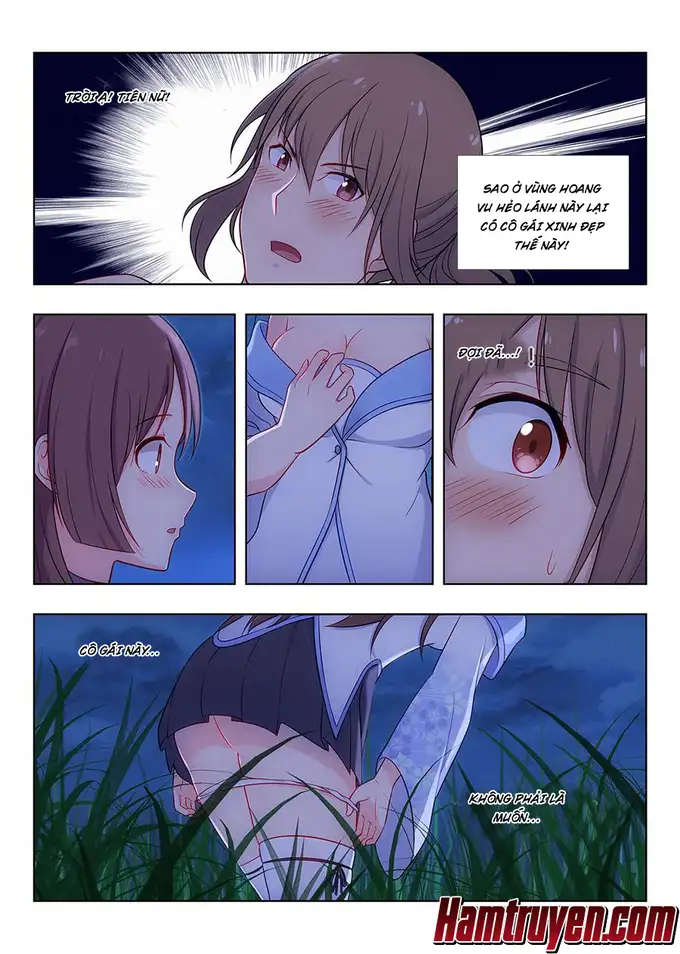 TRỜI Ạ! TIÊN NỮ!
SAO Ở VÙNG HOANG
VU HẺO LÁNH NÀY LẠI
CÓ CÔ GÁI XINH ĐẸP
THẾ NÀY!
ĐỢI ĐÃ...!
CÔ GÁI NÀY...
KHÔNG PHẢI LÀ
MUỐN...
Hamtruyen.com